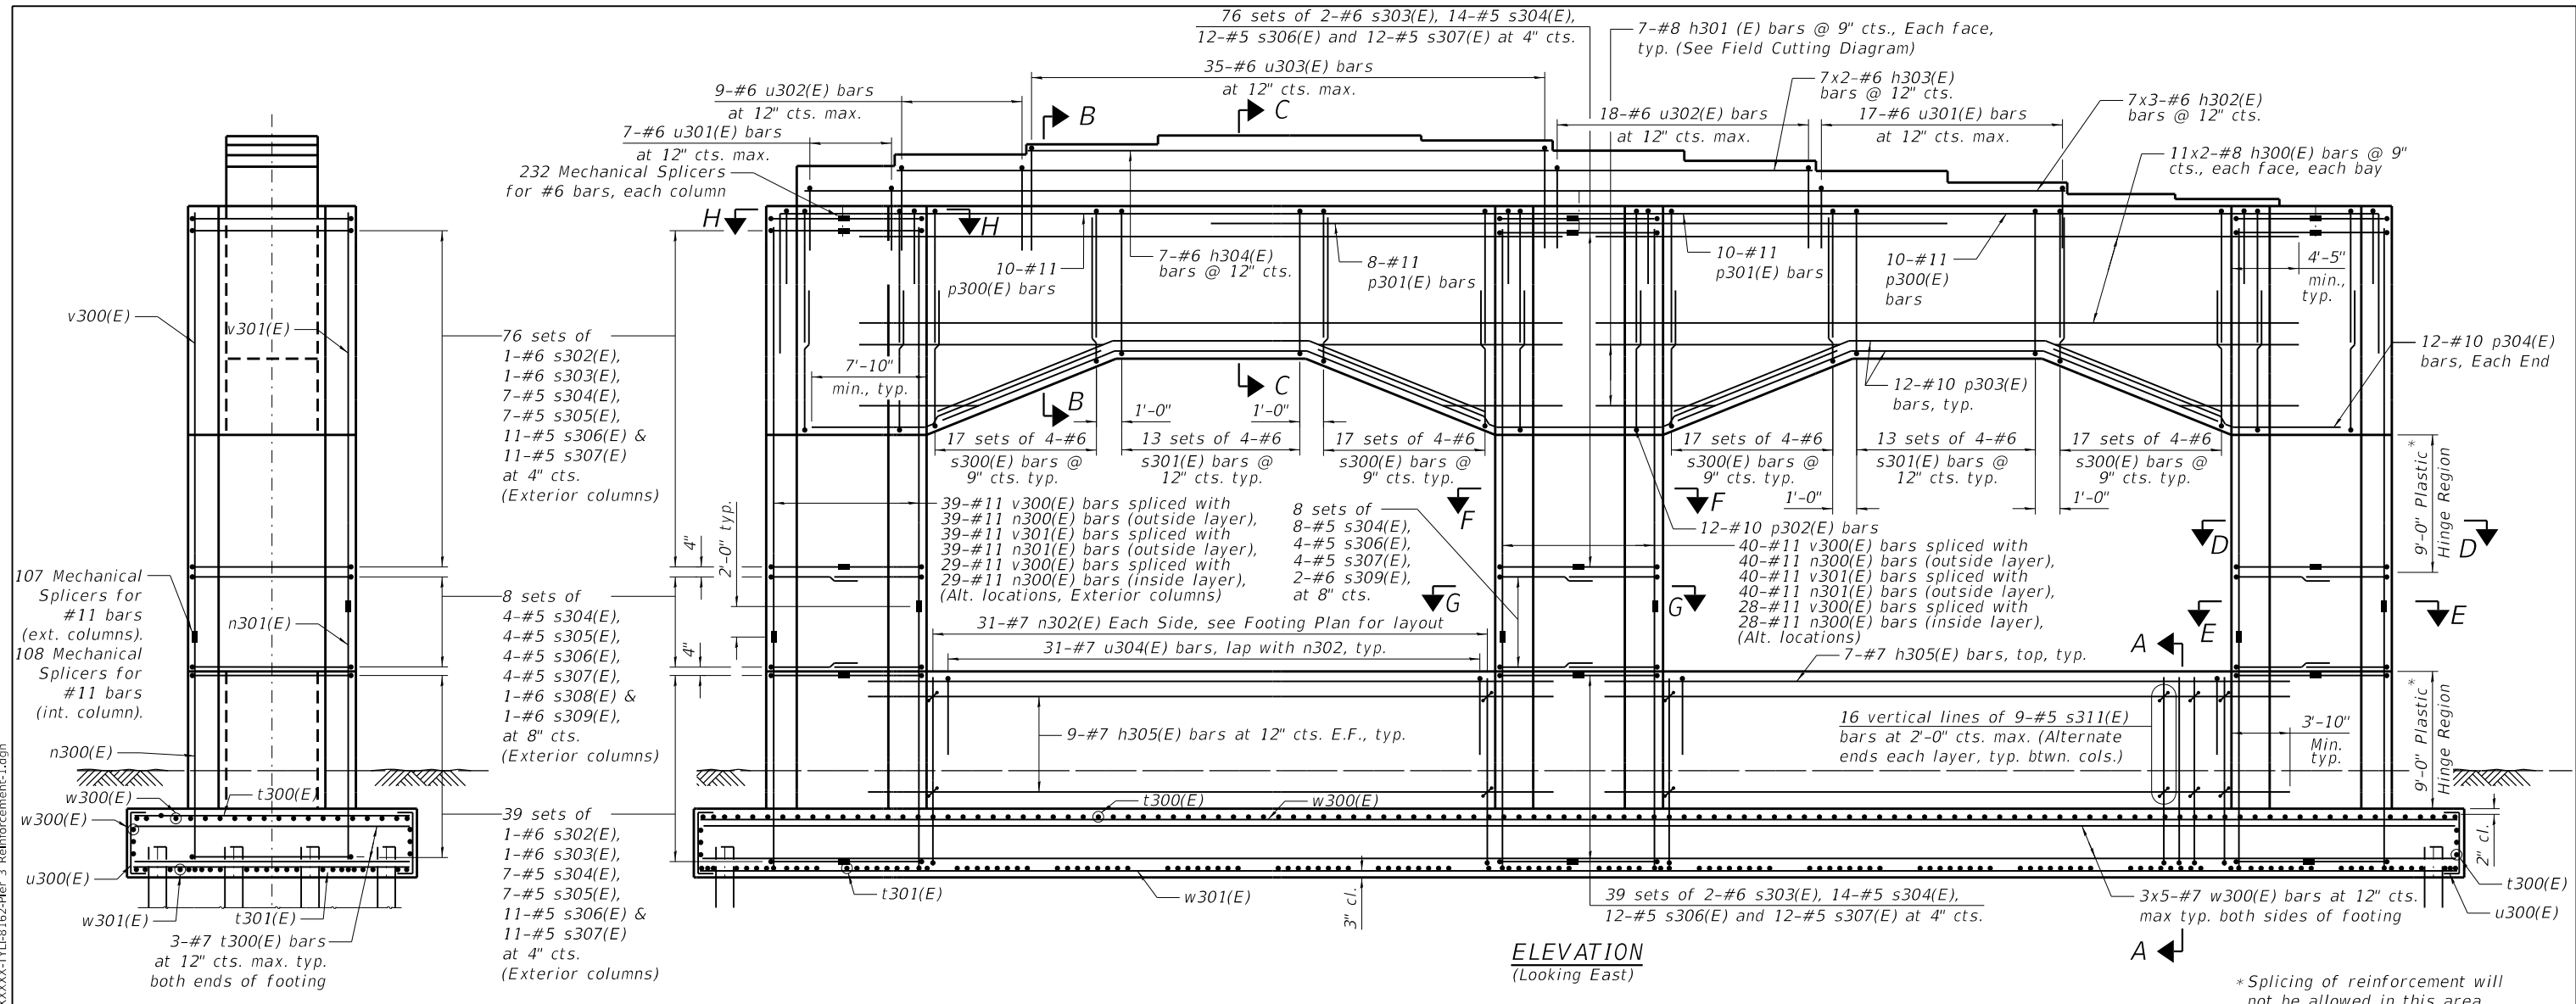 76 sets of 2-#6 s303(E), 14-#5 s304(E),
12-#5 s306(E) and 12-#5 s307(E) at 4" cts.
7-#8 h301 (E) bars @ 9" cts., Each face,
typ. (See Field Cutting Diagram)
35-#6 u303(E) bars
at 12" cts. max.
9-#6 u302(E) bars
at 12" cts. max.
7-#6 u301(E) bars
at 12" cts. max.
232 Mechanical Splicers
for #6 bars, each column
B
C
7x2-#6 h303(E)
bars @ 12" cts.
18-#6 u302(E) bars
at 12" cts. max.
17-#6 u301(E) bars
at 12" cts. max.
7x3-#6 h302(E)
bars @ 12" cts.
11x2-#8 h300(E) bars @ 9"
cts., each face, each bay
H
H
10-#11
p300(E) bars
7-#6 h304(E)
bars @ 12" cts.
8-#11
p301(E) bars
10-#11
p301(E) bars
10-#11
p300(E)
bars
4'-5"
min.,
typ.
v300(E)
v301(E)
76 sets of
1-#6 s302(E),
1-#6 s303(E),
7-#5 s304(E),
7-#5 s305(E),
11-#5 s306(E) &
11-#5 s307(E)
at 4" cts.
(Exterior columns)
7'-10"
min., typ.
B
C
12-#10 p303(E)
bars, typ.
12-#10 p304(E)
bars, Each End
1'-0"
1'-0"
17 sets of 4-#6
s300(E) bars @
9" cts. typ.
13 sets of 4-#6
s301(E) bars @
12" cts. typ.
17 sets of 4-#6
s300(E) bars @
9" cts. typ.
17 sets of 4-#6
s300(E) bars @
9" cts. typ.
13 sets of 4-#6
s301(E) bars @
12" cts. typ.
17 sets of 4-#6
s300(E) bars @
9" cts. typ.
1'-0"
1'-0"
9'-0" Plastic *
Hinge Region
39-#11 v300(E) bars spliced with
39-#11 n300(E) bars (outside layer),
39-#11 v301(E) bars spliced with
39-#11 n301(E) bars (outside layer),
29-#11 v300(E) bars spliced with
29-#11 n300(E) bars (inside layer),
(Alt. locations, Exterior columns)
8 sets of
8-#5 s304(E),
4-#5 s306(E),
4-#5 s307(E),
2-#6 s309(E),
at 8" cts.
F
F
12-#10 p302(E) bars
40-#11 v300(E) bars spliced with
40-#11 n300(E) bars (outside layer),
40-#11 v301(E) bars spliced with
40-#11 n301(E) bars (outside layer),
28-#11 v300(E) bars spliced with
28-#11 n300(E) bars (inside layer),
(Alt. locations)
D
D
2'-0" typ.
4"
4"
107 Mechanical
Splicers for
#11 bars
(ext. columns).
108 Mechanical
Splicers for
#11 bars
(int. column).
n301(E)
n300(E)
8 sets of
4-#5 s304(E),
4-#5 s305(E),
4-#5 s306(E),
4-#5 s307(E),
1-#6 s308(E) &
1-#6 s309(E),
at 8" cts.
(Exterior columns)
G
G
E
E
31-#7 n302(E) Each Side, see Footing Plan for layout
31-#7 u304(E) bars, lap with n302, typ.
7-#7 h305(E) bars, top, typ.
A
9-#7 h305(E) bars at 12" cts. E.F., typ.
16 vertical lines of 9-#5 s311(E)
bars at 2'-0" cts. max. (Alternate
ends each layer, typ. btwn. cols.)
3'-10"
Min.
typ.
9'-0" Plastic *
Hinge Region
w300(E)
t300(E)
w300(E)
u300(E)
w301(E)
t301(E)
3-#7 t300(E) bars
at 12" cts. max. typ.
both ends of footing
39 sets of
1-#6 s302(E),
1-#6 s303(E),
7-#5 s304(E),
7-#5 s305(E),
11-#5 s306(E) &
11-#5 s307(E)
at 4" cts.
(Exterior columns)
t300(E)
w300(E)
t301(E)
w301(E)
3" cl.
2" cl.
39 sets of 2-#6 s303(E), 14-#5 s304(E),
12-#5 s306(E) and 12-#5 s307(E) at 4" cts.
3x5-#7 w300(E) bars at 12" cts.
max typ. both sides of footing
t300(E)
u300(E)
A
ELEVATION
(Looking East)
* Splicing of reinforcement will
not be allowed in this area